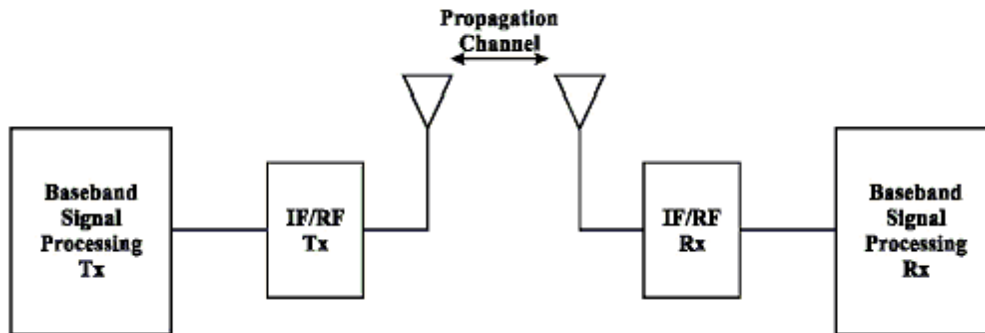 Propagation
Channel
Baseband
Signal
Processing
Tx
IF/RF
Tx
IF/RF
Rx
Baseband
Signal
Processing
Rx